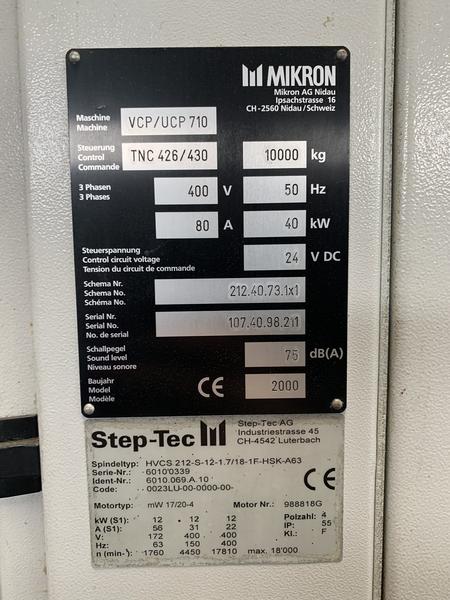 MIKRON
Mikron AG Nidau
Ipsachstrasse 16
CH-2560 Nidau/Schweiz
Maschine
Machine VCP/UCP 710
Steuerung
Control
Commande TNC 426/430 10000 kg
3 Phasen
3 Phases 400 V 50 Hz
80 A 40 kW
Steuerspannung
Control circuit voltage
Tension du circuit de commande 24 V DC
Schema Nr.
Schema No.
Schéma No. 212.40.73.1x1
Serial Nr.
Serial No.
No. de serial 107.40.98.211
Schallpegel
Sound level
Niveau sonore 75 dB(A)
Baujahr
Model
Modèle CE 2000
Step-Tec
Step-Tec AG
Industriestrasse 45
CH-4542 Luterbach
Spindeltyp: HVCS 212-S-12-1.7/18-1F-HSK-A63
Serie-Nr.: 6010'0339
Ident-Nr.: 6010.069.A.10
Code: 0023LU-00-0000-00-
CE
Motortyp: mW 17/20-4 Motor Nr.: 988818G
kW (S1): 12 12 12 Polzahl: 4
A (S1): 56 31 22 IP: 55
V: 172 400 400 Kl.: F
Hz: 63 150 400
n (min-¹): 1760 4450 17810 max. 18'000